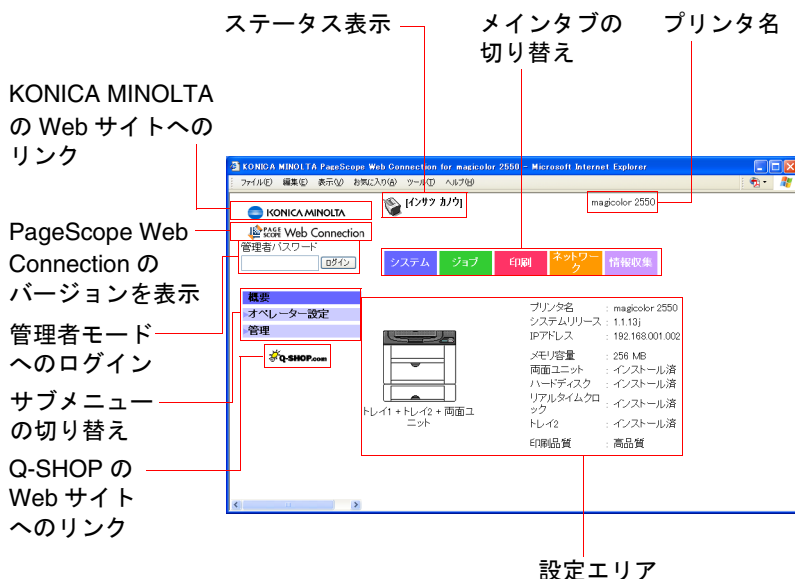 ステータス表示
メインタブの
切り替え
プリンタ名
KONICA MINOLTA
の Web サイトへの
リンク
PageScope Web
Connection の
バージョンを表示
管理者モード
へのログイン
サブメニュー
の切り替え
Q-SHOP の
Web サイト
へのリンク
KONICA MINOLTA PageScope Web Connection for magicolor 2550 - Microsoft Internet Explorer
ファイル(F) 編集(E) 表示(V) お気に入り(A) ツール(T) ヘルプ(H)
KONICA MINOLTA
[インサツ カノウ]
magicolor 2550
PAGE SCOPE Web Connection
管理者パスワード
ログイン
システム ジョブ 印刷 ネットワー
ク 情報収集
概要
オペレーター設定
管理
Q-SHOP.com
トレイ1 + トレイ2 + 両面ユ
ニット
プリンタ名 : magicolor 2550
システムリリース : 1.1.13j
IPアドレス : 192.168.001.002
メモリ容量 : 256 MB
両面ユニット : インストール済
ハードディスク : インストール済
リアルタイムクロ
ック : インストール済
トレイ2 : インストール済
印刷品質 : 高品質
設定エリア